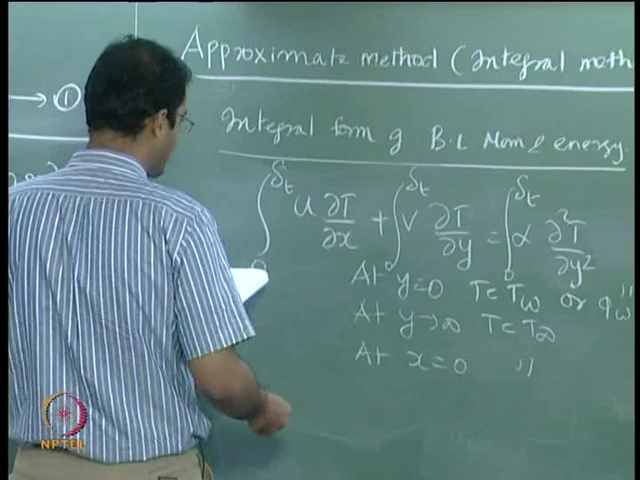 Approximate method (Integral meth
→ ①
Integral form of B.L Mom & energy
∫₀^δt u ∂T/∂x + ∫₀^δt v ∂T/∂y = ∫₀^δt α ∂²T/∂y²
At y=0 T=Tw or qw''
At y→∞ T=T∞
At x=0 〃
NPTEL